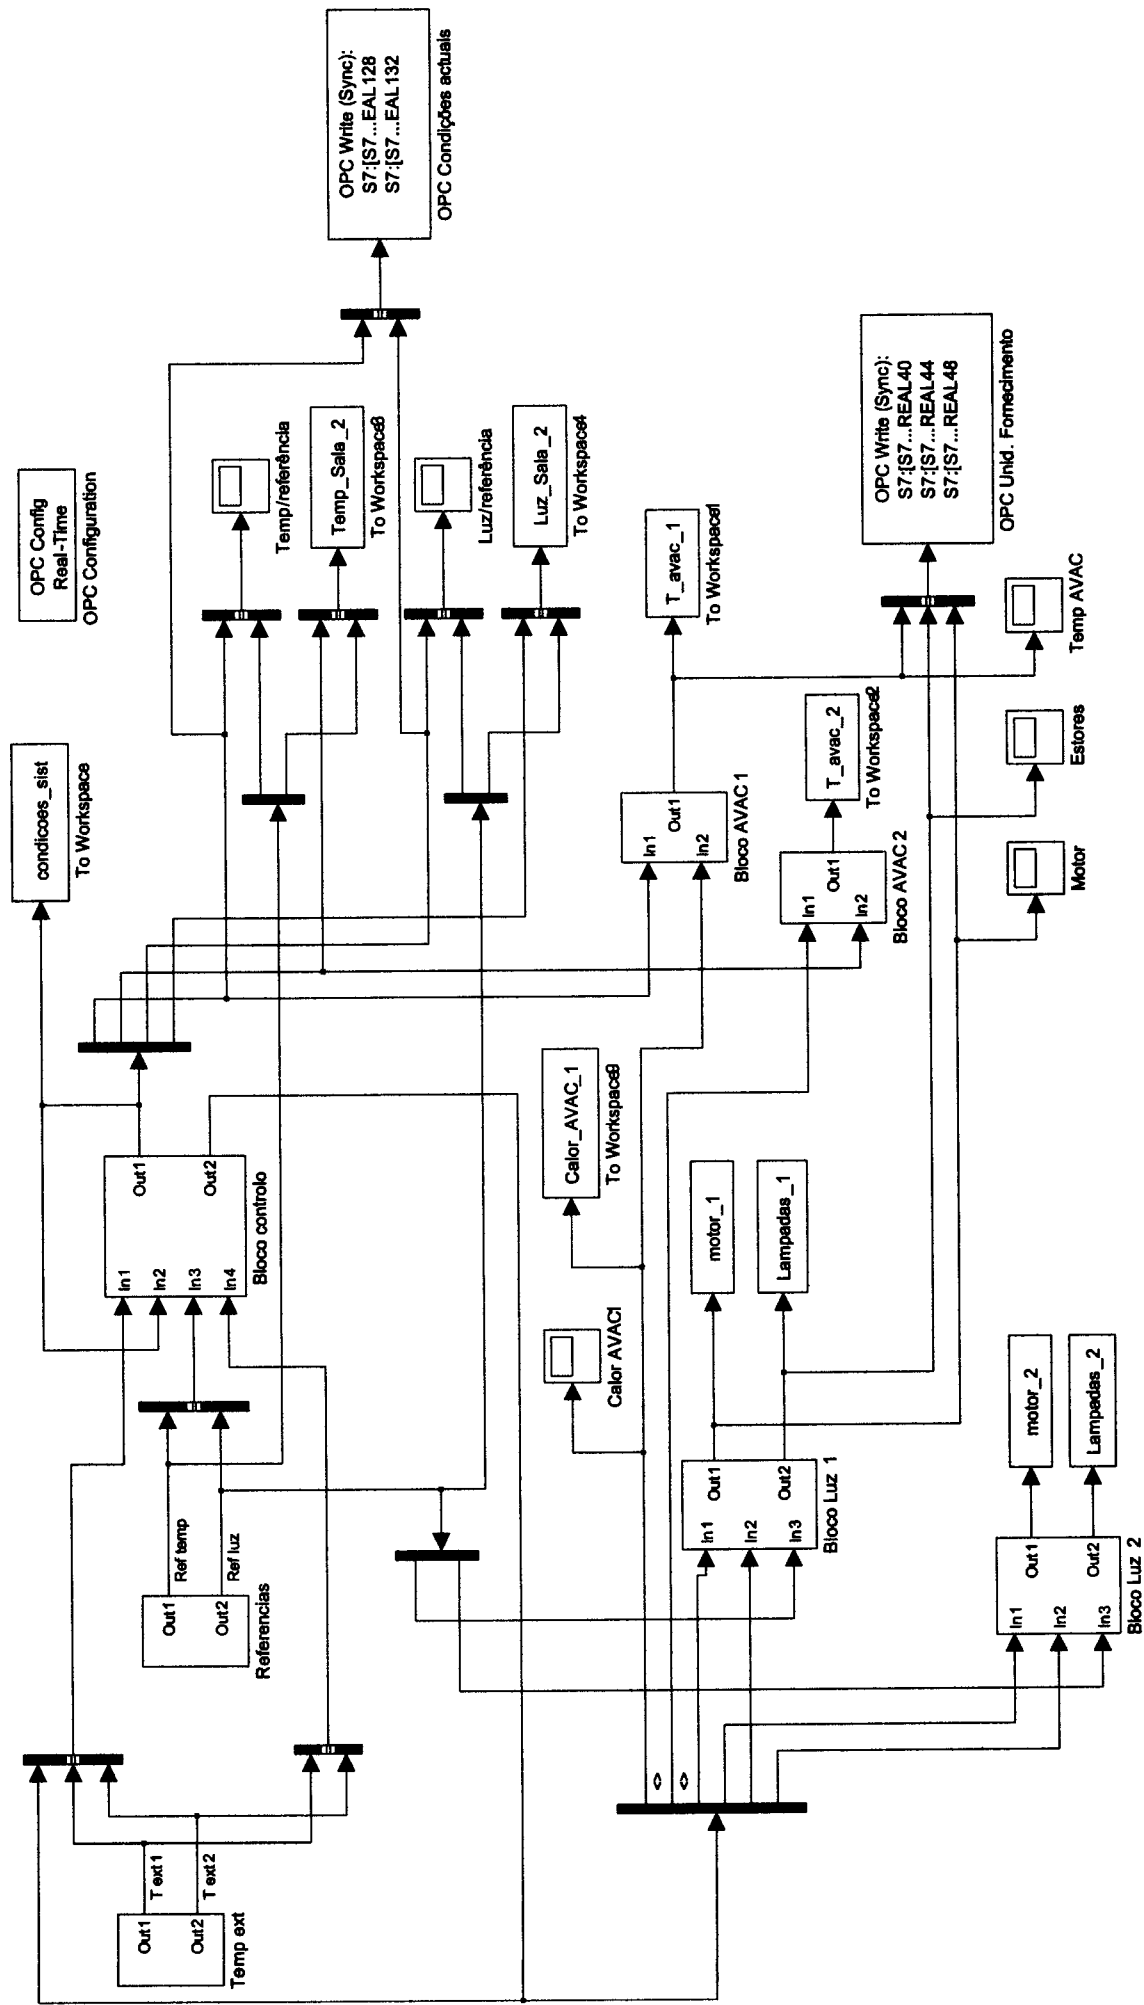 Out1
Out2
Temp ext
T ext 1
T ext 2
Out1
Out2
Referencias
Ref temp
Ref luz
In1
In2
In3
In4
Out1
Out2
Bloco controlo
condicoes_sist
To Workspace
OPC Config
Real-Time
OPC Configuration
Temp/referência
Temp_Sala_2
Luz/referência
Luz_Sala_2
To Workspace4
OPC Write (Sync):
S7:[S7...EAL128
S7:[S7...EAL132
OPC Condições actuais
Calor AVAC1
Calor_AVAC_1
To Workspace9
In1
In2
Out1
Bloco AVAC 1
T_avac_1
To Workspace1
In1
In2
Out1
Bloco AVAC 2
T_avac_2
To Workspace2
In1
In2
In3
Out1
Out2
Bloco Luz 1
motor_1
Lampadas_1
In1
In2
In3
Out1
Out2
Bloco Luz 2
motor_2
Lampadas_2
Motor
Estores
Temp AVAC
OPC Write (Sync):
S7:[S7...REAL40
S7:[S7...REAL44
S7:[S7...REAL48
OPC Unid. Fornecimento